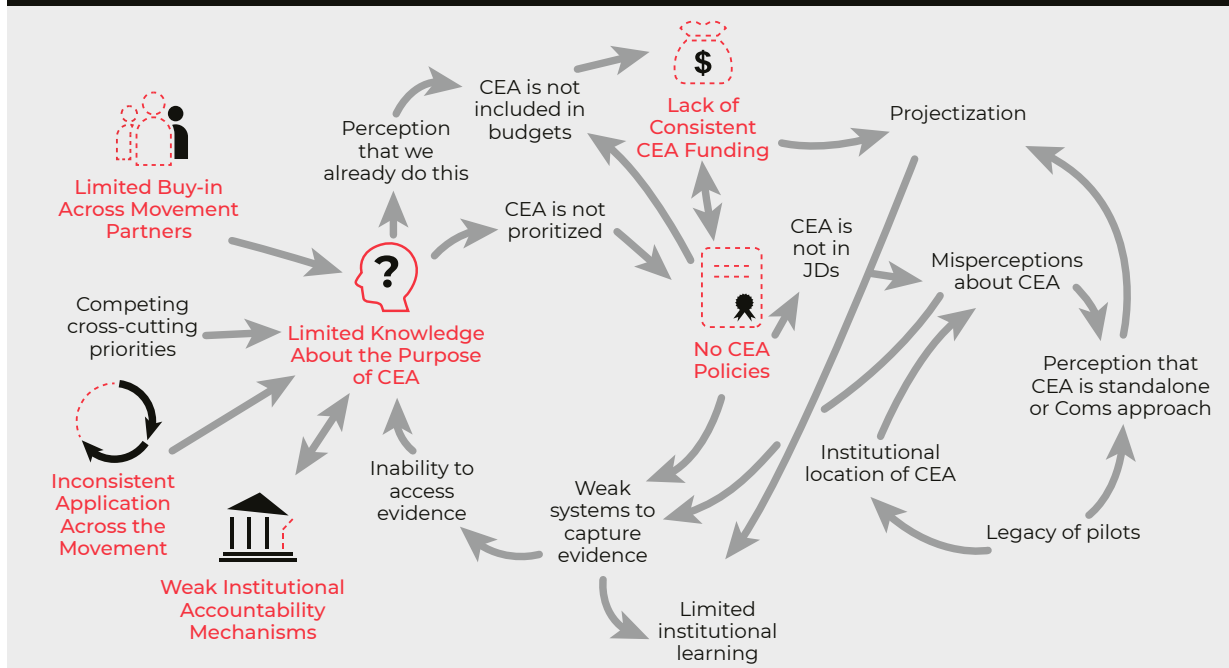 CEA is not
included in
budgets
$
Lack of
Consistent
CEA Funding
Projectization
Perception
that we
already do this
Limited Buy-in
Across Movement
Partners
CEA is not
proritized
CEA is
not in
JDs
Misperceptions
about CEA
?
Competing
cross-cutting
priorities
Limited Knowledge
About the Purpose
of CEA
No CEA
Policies
Perception that
CEA is standalone
or Coms approach
Inconsistent
Application
Across the
Movement
Inability to
access
evidence
Weak
systems to
capture
evidence
Institutional
location of CEA
Legacy of pilots
Weak Institutional
Accountability
Mechanisms
Limited
institutional
learning